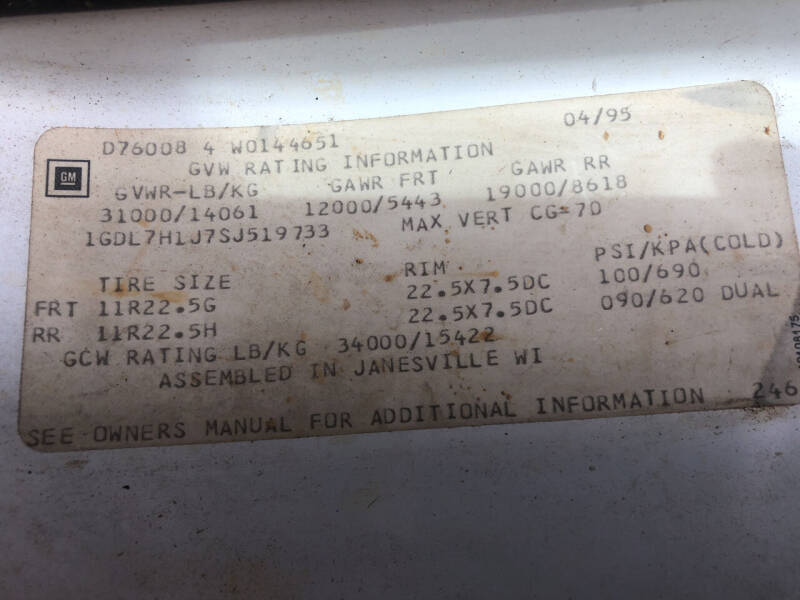 D76008 4 W0144651 04/95
GM
GVW RATING INFORMATION
GVWR-LB/KG GAWR FRT GAWR RR
31000/14061 12000/5443 19000/8618
1GDL7H1J7SJ519733 MAX VERT CG=70
TIRE SIZE RIM PSI/KPA(COLD)
FRT 11R22.5G 22.5X7.5DC 100/690
RR 11R22.5H 22.5X7.5DC 090/620 DUAL
GCW RATING LB/KG 34000/15422
ASSEMBLED IN JANESVILLE WI
SEE OWNERS MANUAL FOR ADDITIONAL INFORMATION 246